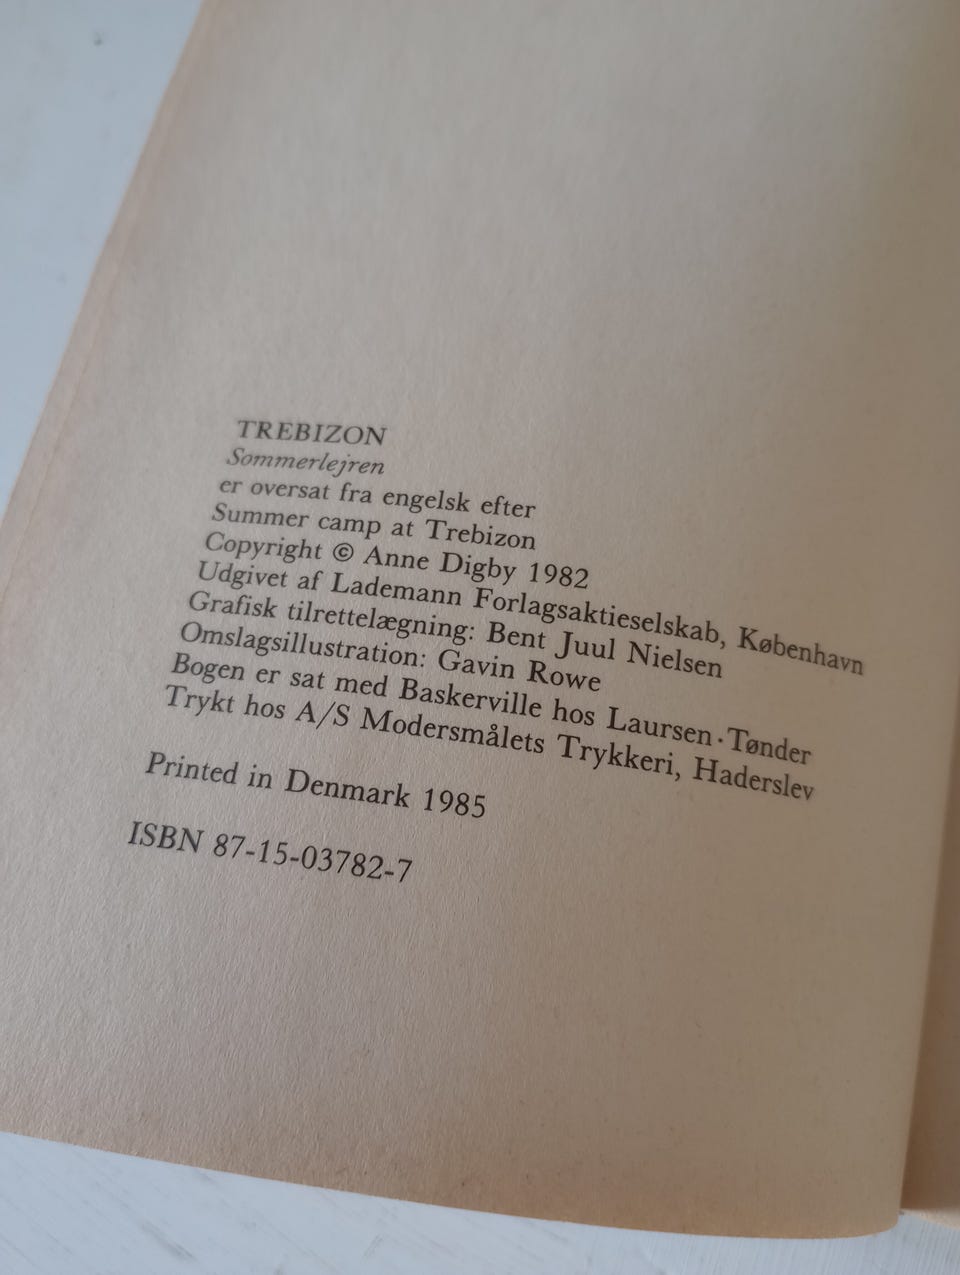 TREBIZON
Sommerlejren
er oversat fra engelsk efter
Summer camp at Trebizon
Copyright © Anne Digby 1982
Udgivet af Lademann Forlagsaktieselskab, København
Grafisk tilrettelægning: Bent Juul Nielsen
Omslagsillustration: Gavin Rowe
Bogen er sat med Baskerville hos Laursen · Tønder
Trykt hos A/S Modersmålets Trykkeri, Haderslev
Printed in Denmark 1985
ISBN 87-15-03782-7